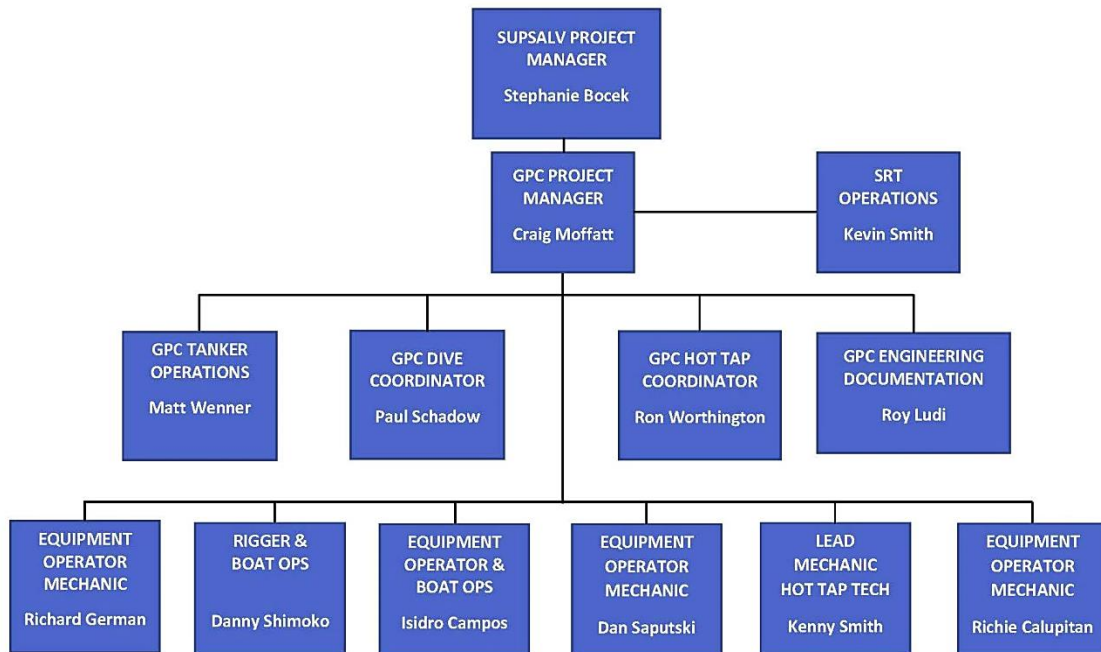 SUPSALV PROJECT
MANAGER
Stephanie Bocek
GPC PROJECT
MANAGER
Craig Moffatt
SRT
OPERATIONS
Kevin Smith
GPC TANKER
OPERATIONS
Matt Wenner
GPC DIVE
COORDINATOR
Paul Schadow
GPC HOT TAP
COORDINATOR
Ron Worthington
GPC ENGINEERING
DOCUMENTATION
Roy Ludi
EQUIPMENT
OPERATOR
MECHANIC
Richard German
RIGGER &
BOAT OPS
Danny Shimoko
EQUIPMENT
OPERATOR &
BOAT OPS
Isidro Campos
EQUIPMENT
OPERATOR
MECHANIC
Dan Saputski
LEAD
MECHANIC
HOT TAP TECH
Kenny Smith
EQUIPMENT
OPERATOR
MECHANIC
Richie Calupitan